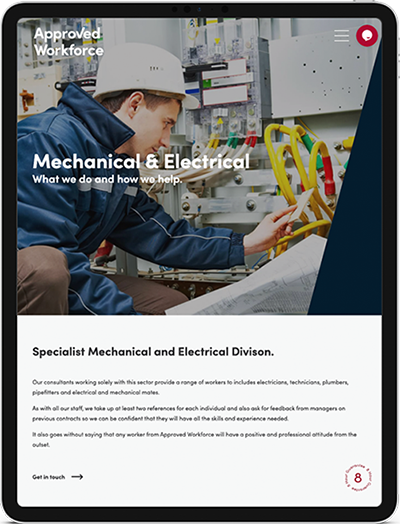 Approved
Workforce
Mechanical & Electrical
What we do and how we help.
Specialist Mechanical and Electrical Divison.
Our consultants working solely with this sector provide a range of workers to includes electricians, technicians, plumbers,
pipefitters and electrical and mechanical mates.
As with all our staff, we take up at least two references for each individual and also ask for feedback from managers on
previous contracts so we can be confident that they will have all the skills and experience needed.
It also goes without saying that any worker from Approved Workforce will have a positive and professional attitude from the
outset.
Get in touch
8